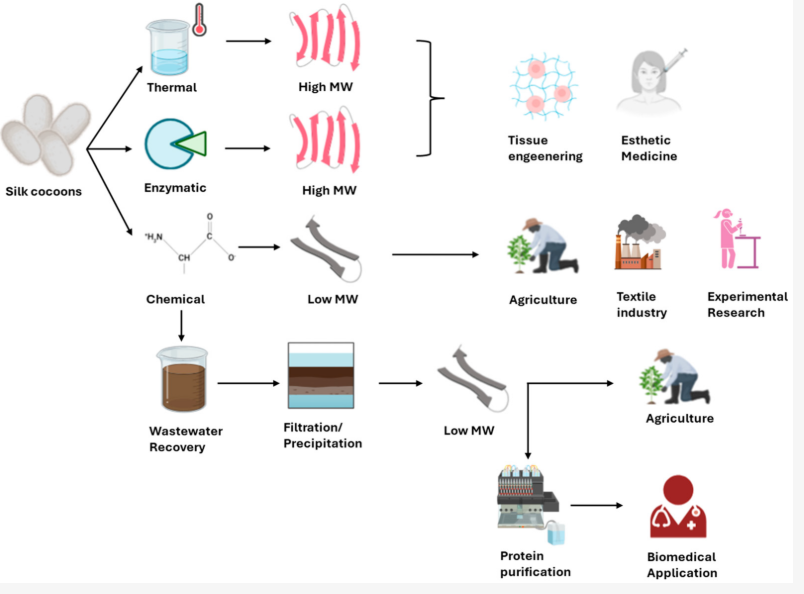 Thermal
High MW
Tissue
engeenering
Esthetic
Medicine
Silk cocoons
Enzymatic
High MW
⁺H₃N
CH
O
C
O⁻
Chemical
Low MW
Agriculture
Textile
industry
Experimental
Research
Wastewater
Recovery
Filtration/
Precipitation
Low MW
Agriculture
Protein
purification
Biomedical
Application